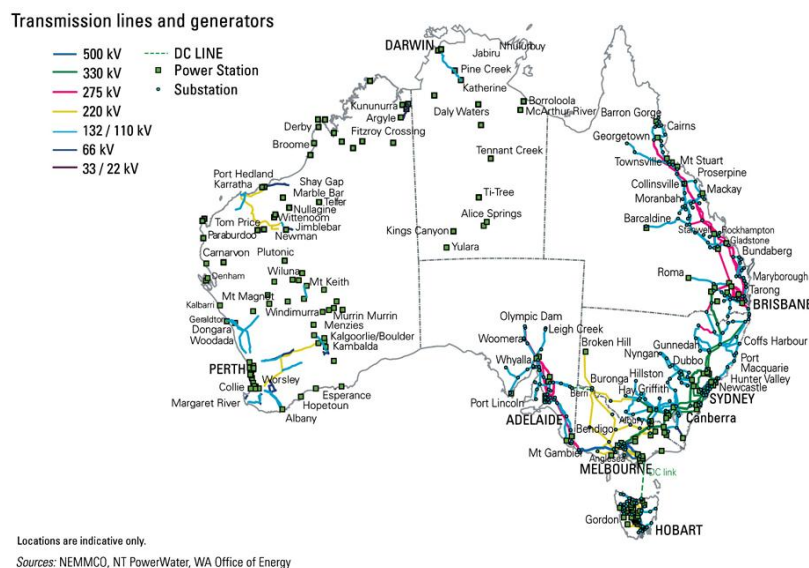 Transmission lines and generators
500 kV
330 kV
275 kV
220 kV
132 / 110 kV
66 kV
33 / 22 kV
DC LINE
Power Station
Substation
DARWIN
Jabiru
Nhulunbuy
Pine Creek
Katherine
Kununurra
Argyle
Daly Waters
Borroloola
McArthur River
Derby
Fitzroy Crossing
Broome
Tennant Creek
Port Hedland
Karratha
Shay Gap
Marble Bar
Telfer
Nullagine
Wittenoom
Tom Price
Jimblebar
Paraburdoo
Newman
Ti-Tree
Alice Springs
Kings Canyon
Yulara
Carnarvon
Plutonic
Wiluna
Denham
Mt Keith
Kalbarri
Mt Magnet
Windimurra
Murrin Murrin
Geraldton
Dongara
Menzies
Woodada
Kalgoorlie/Boulder
Kambalda
PERTH
Collie
Worsley
Margaret River
Esperance
Hopetoun
Albany
Barron Gorge
Cairns
Georgetown
Townsville
Mt Stuart
Proserpine
Collinsville
Mackay
Moranbah
Barcaldine
Stanwell
Rockhampton
Gladstone
Bundaberg
Roma
Maryborough
Tarong
BRISBANE
Olympic Dam
Leigh Creek
Woomera
Broken Hill
Gunnedah
Coffs Harbour
Whyalla
Nyngan
Dubbo
Port
Macquarie
Buronga
Hillston
Hunter Valley
Newcastle
Berri
Hay
Griffith
SYDNEY
Port Lincoln
ADELAIDE
Albury
Canberra
Bendigo
Mt Gambier
Anglesea
MELBOURNE
DC link
Gordon
HOBART
Locations are indicative only.
Sources: NEMMCO, NT PowerWater, WA Office of Energy